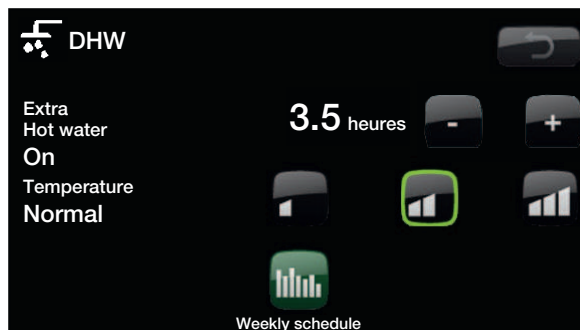 DHW
Extra
Hot water
3.5 heures
-
+
On
Temperature
Normal
Weekly schedule